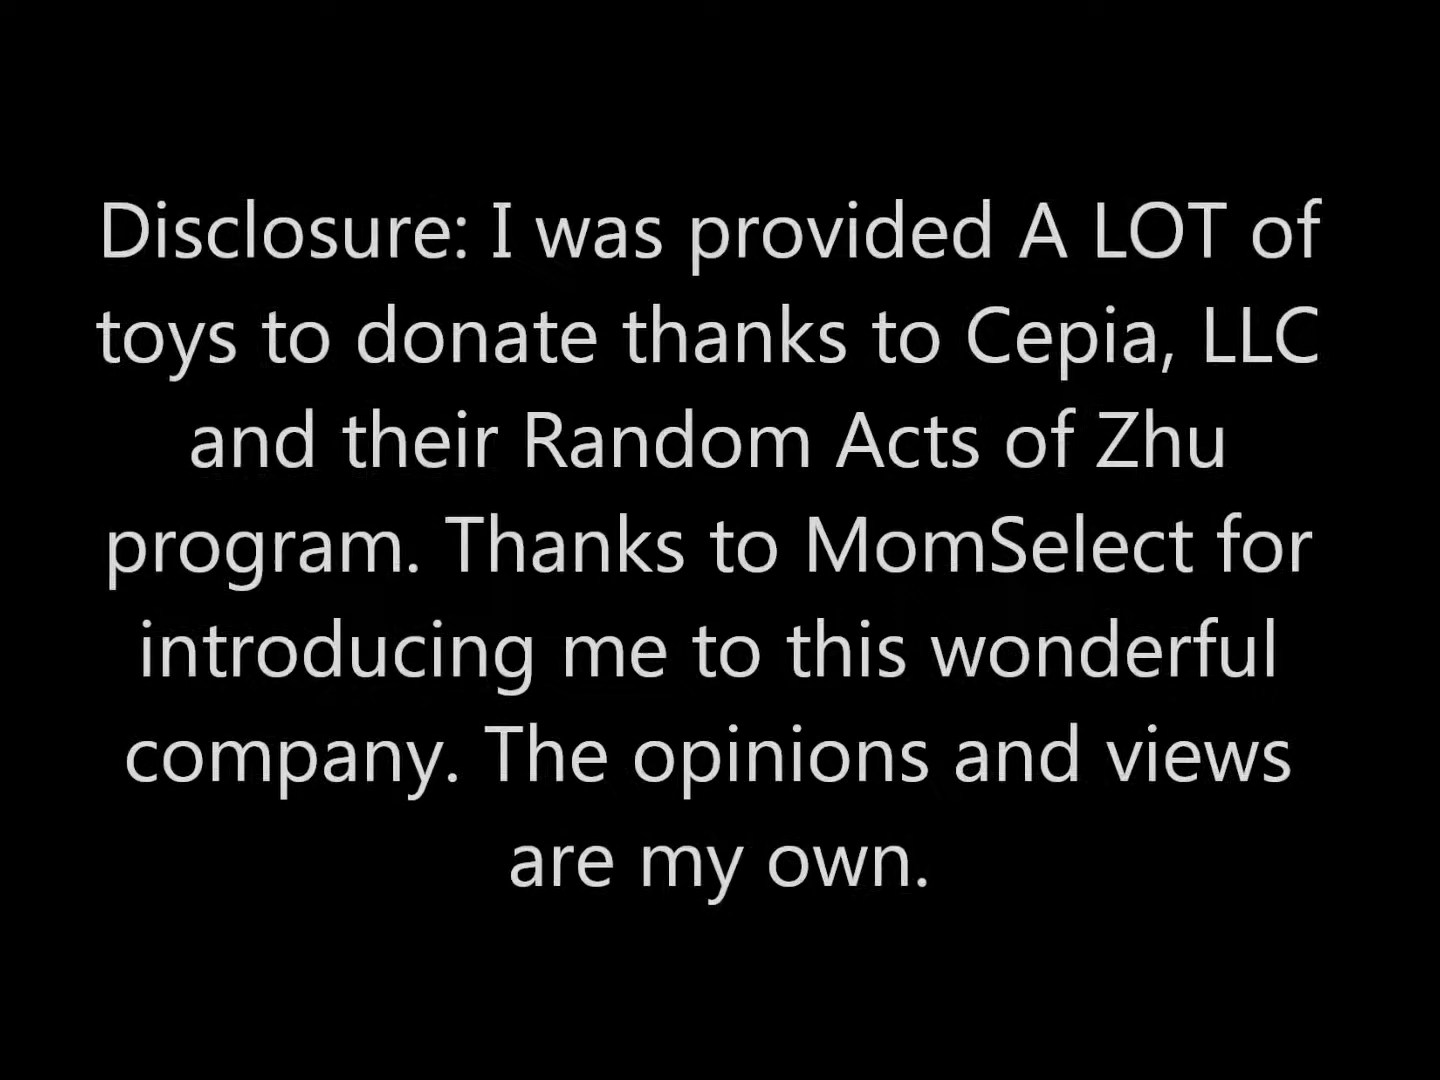 Disclosure: I was provided A LOT of
toys to donate thanks to Cepia, LLC
and their Random Acts of Zhu
program. Thanks to MomSelect for
introducing me to this wonderful
company. The opinions and views
are my own.